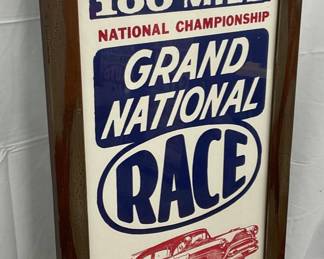 100 MILE
NATIONAL CHAMPIONSHIP
GRAND
NATIONAL
RACE